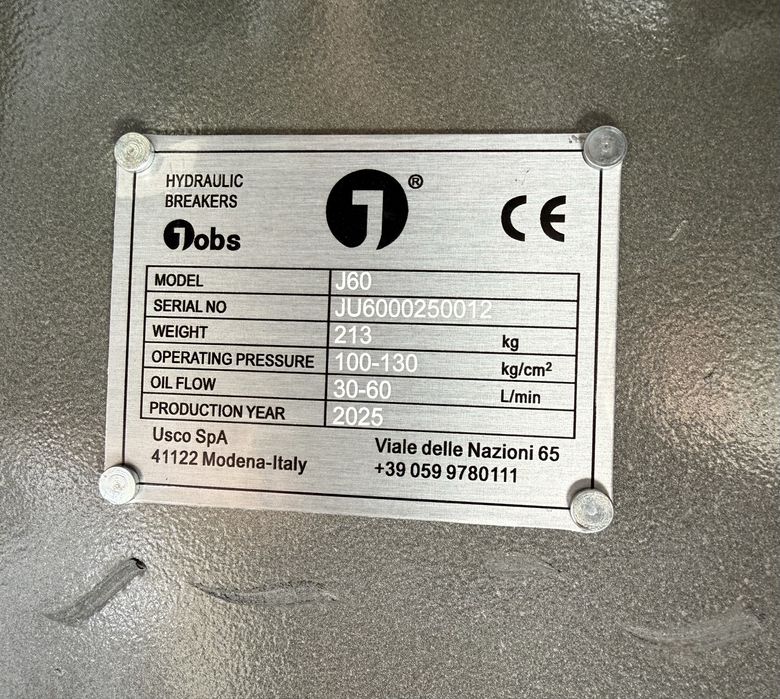 HYDRAULIC
BREAKERS
Jobs
®
CE
MODEL J60
SERIAL NO JU6000250012
WEIGHT 213 kg
OPERATING PRESSURE 100-130 kg/cm²
OIL FLOW 30-60 L/min
PRODUCTION YEAR 2025
Usco SpA
41122 Modena-Italy
Viale delle Nazioni 65
+39 059 9780111